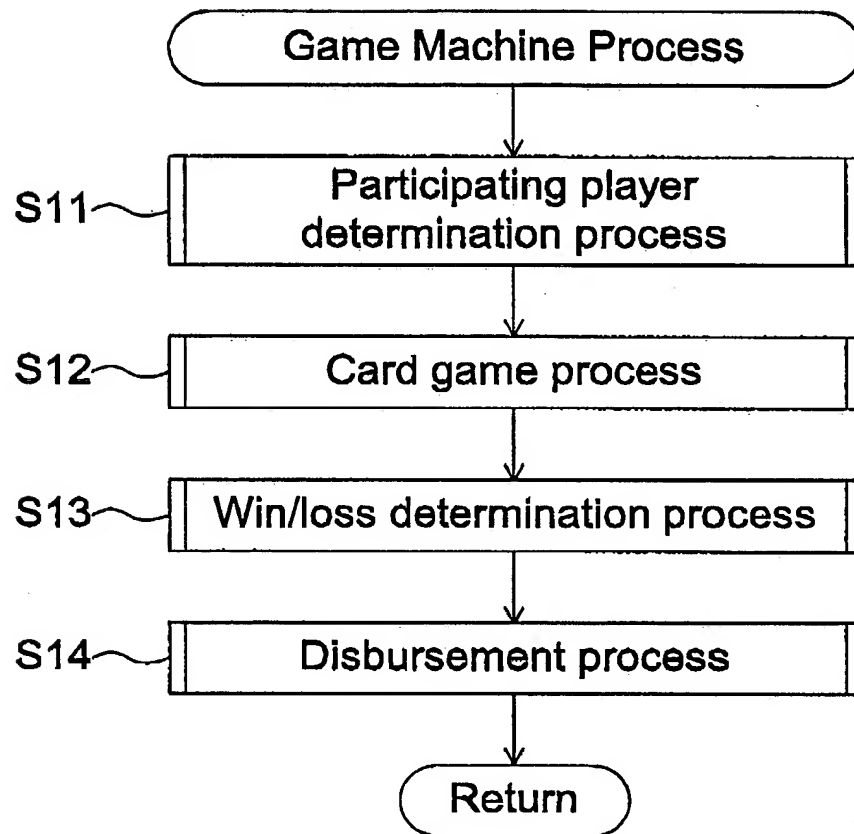 Game Machine Process
S11
Participating player
determination process
S12
Card game process
S13
Win/loss determination process
S14
Disbursement process
Return